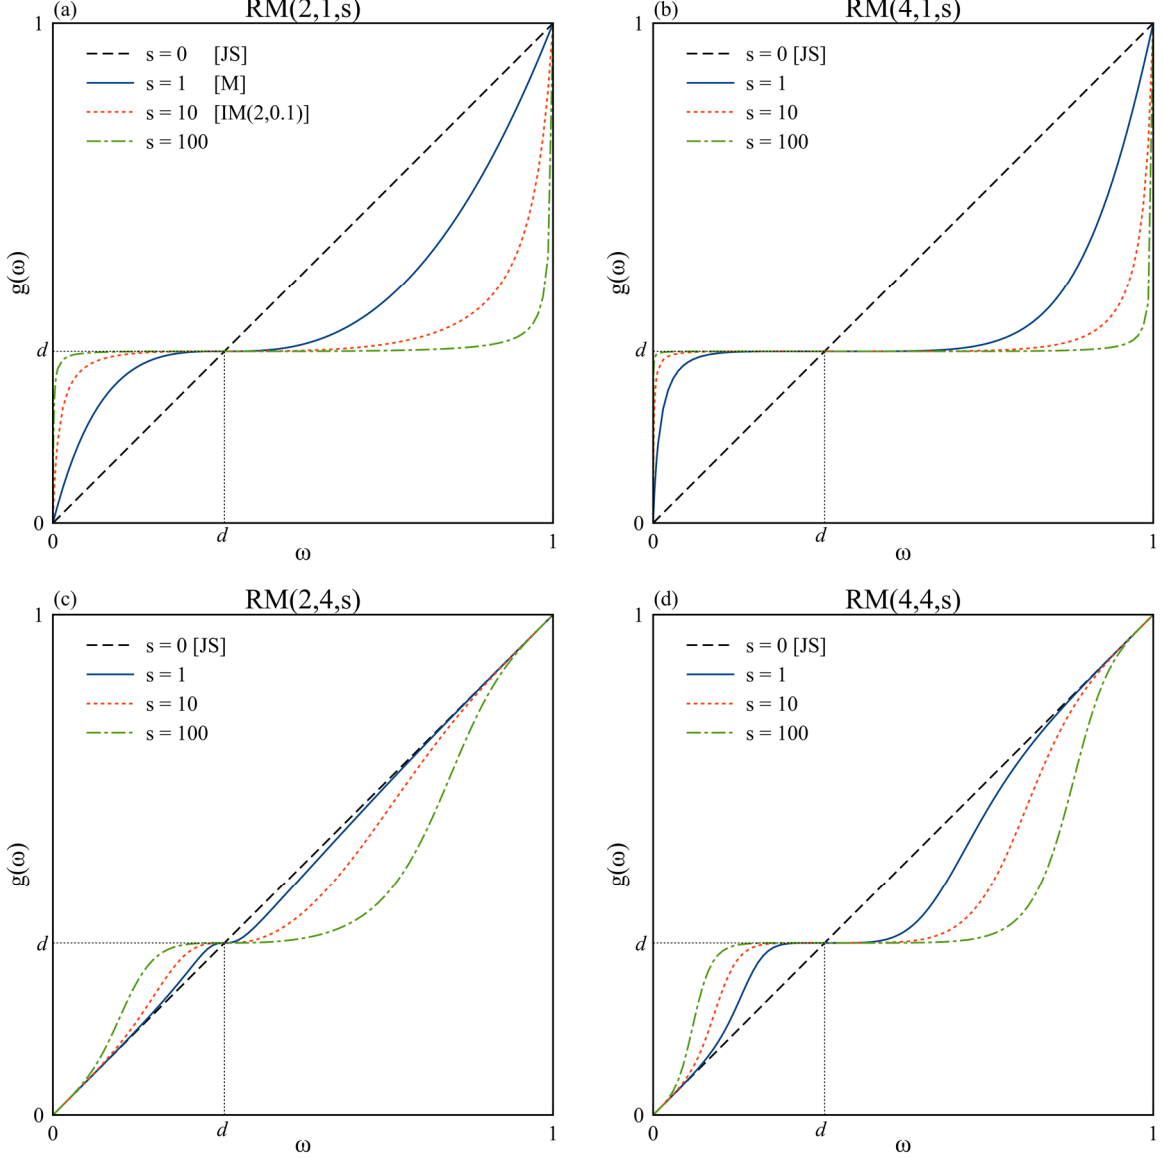 (a) RM(2,1,s)
1
s = 0 [JS]
s = 1 [M]
s = 10 [IM(2,0.1)]
s = 100
g(ω)
d
0
0 d 1
ω
(b) RM(4,1,s)
1
s = 0 [JS]
s = 1
s = 10
s = 100
g(ω)
d
0
0 d 1
ω
(c) RM(2,4,s)
1
s = 0 [JS]
s = 1
s = 10
s = 100
g(ω)
d
0
0 d 1
ω
(d) RM(4,4,s)
1
s = 0 [JS]
s = 1
s = 10
s = 100
g(ω)
d
0
0 d 1
ω